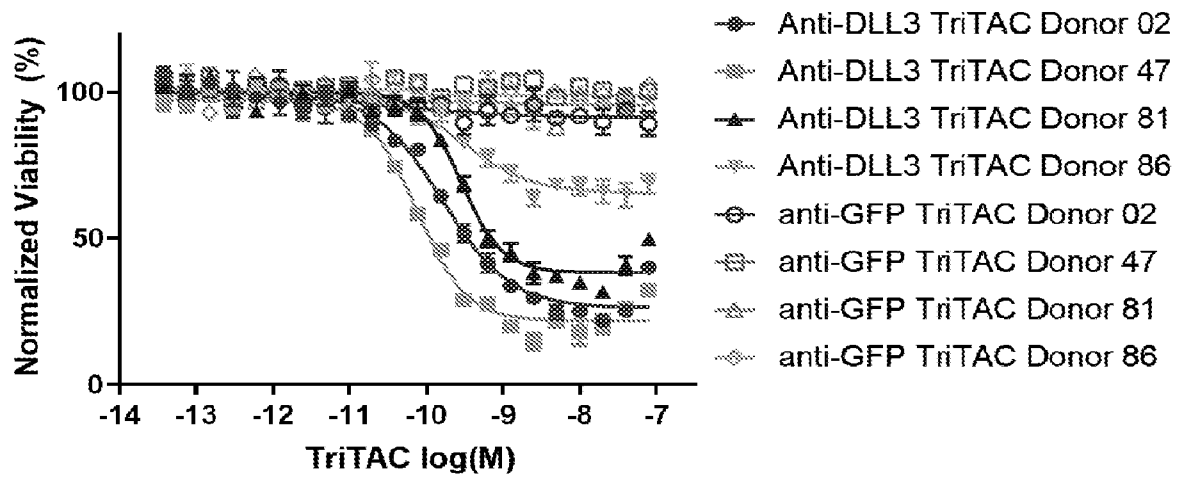 Normalized Viability (%)
100
50
0
-14 -13 -12 -11 -10 -9 -8 -7
TriTAC log(M)
Anti-DLL3 TriTAC Donor 02
Anti-DLL3 TriTAC Donor 47
Anti-DLL3 TriTAC Donor 81
Anti-DLL3 TriTAC Donor 86
anti-GFP TriTAC Donor 02
anti-GFP TriTAC Donor 47
anti-GFP TriTAC Donor 81
anti-GFP TriTAC Donor 86